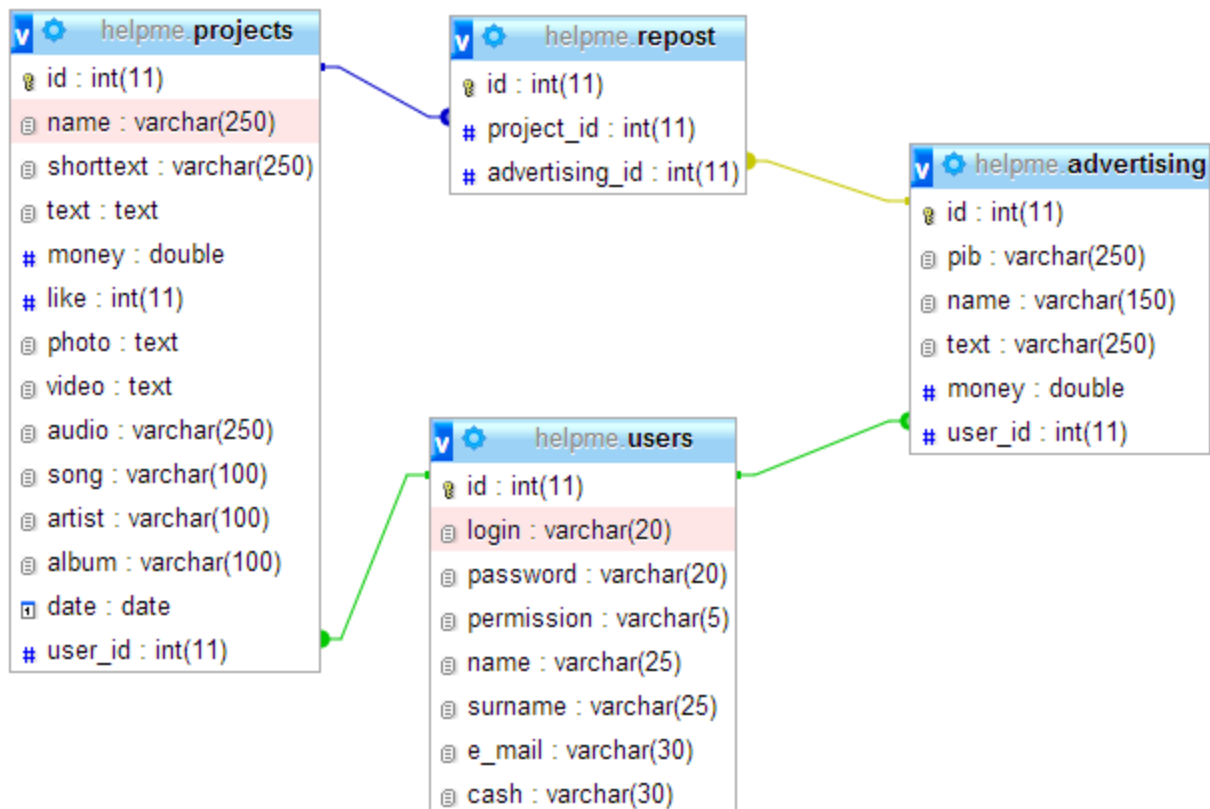 helpme.projects
id : int(11)
name : varchar(250)
shorttext : varchar(250)
text : text
money : double
like : int(11)
photo : text
video : text
audio : varchar(250)
song : varchar(100)
artist : varchar(100)
album : varchar(100)
date : date
user_id : int(11)
helpme.repost
id : int(11)
project_id : int(11)
advertising_id : int(11)
helpme.advertising
id : int(11)
pib : varchar(250)
name : varchar(150)
text : varchar(250)
money : double
user_id : int(11)
helpme.users
id : int(11)
login : varchar(20)
password : varchar(20)
permission : varchar(5)
name : varchar(25)
surname : varchar(25)
e_mail : varchar(30)
cash : varchar(30)